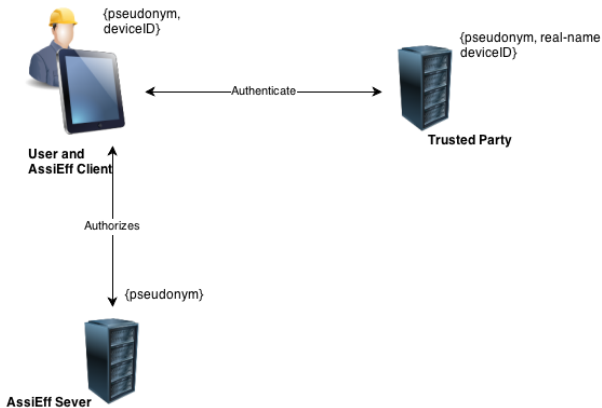 {pseudonym,
deviceID}
{pseudonym, real-name
deviceID}
Authenticate
Trusted Party
User and
AssiEff Client
Authorizes
{pseudonym}
AssiEff Sever